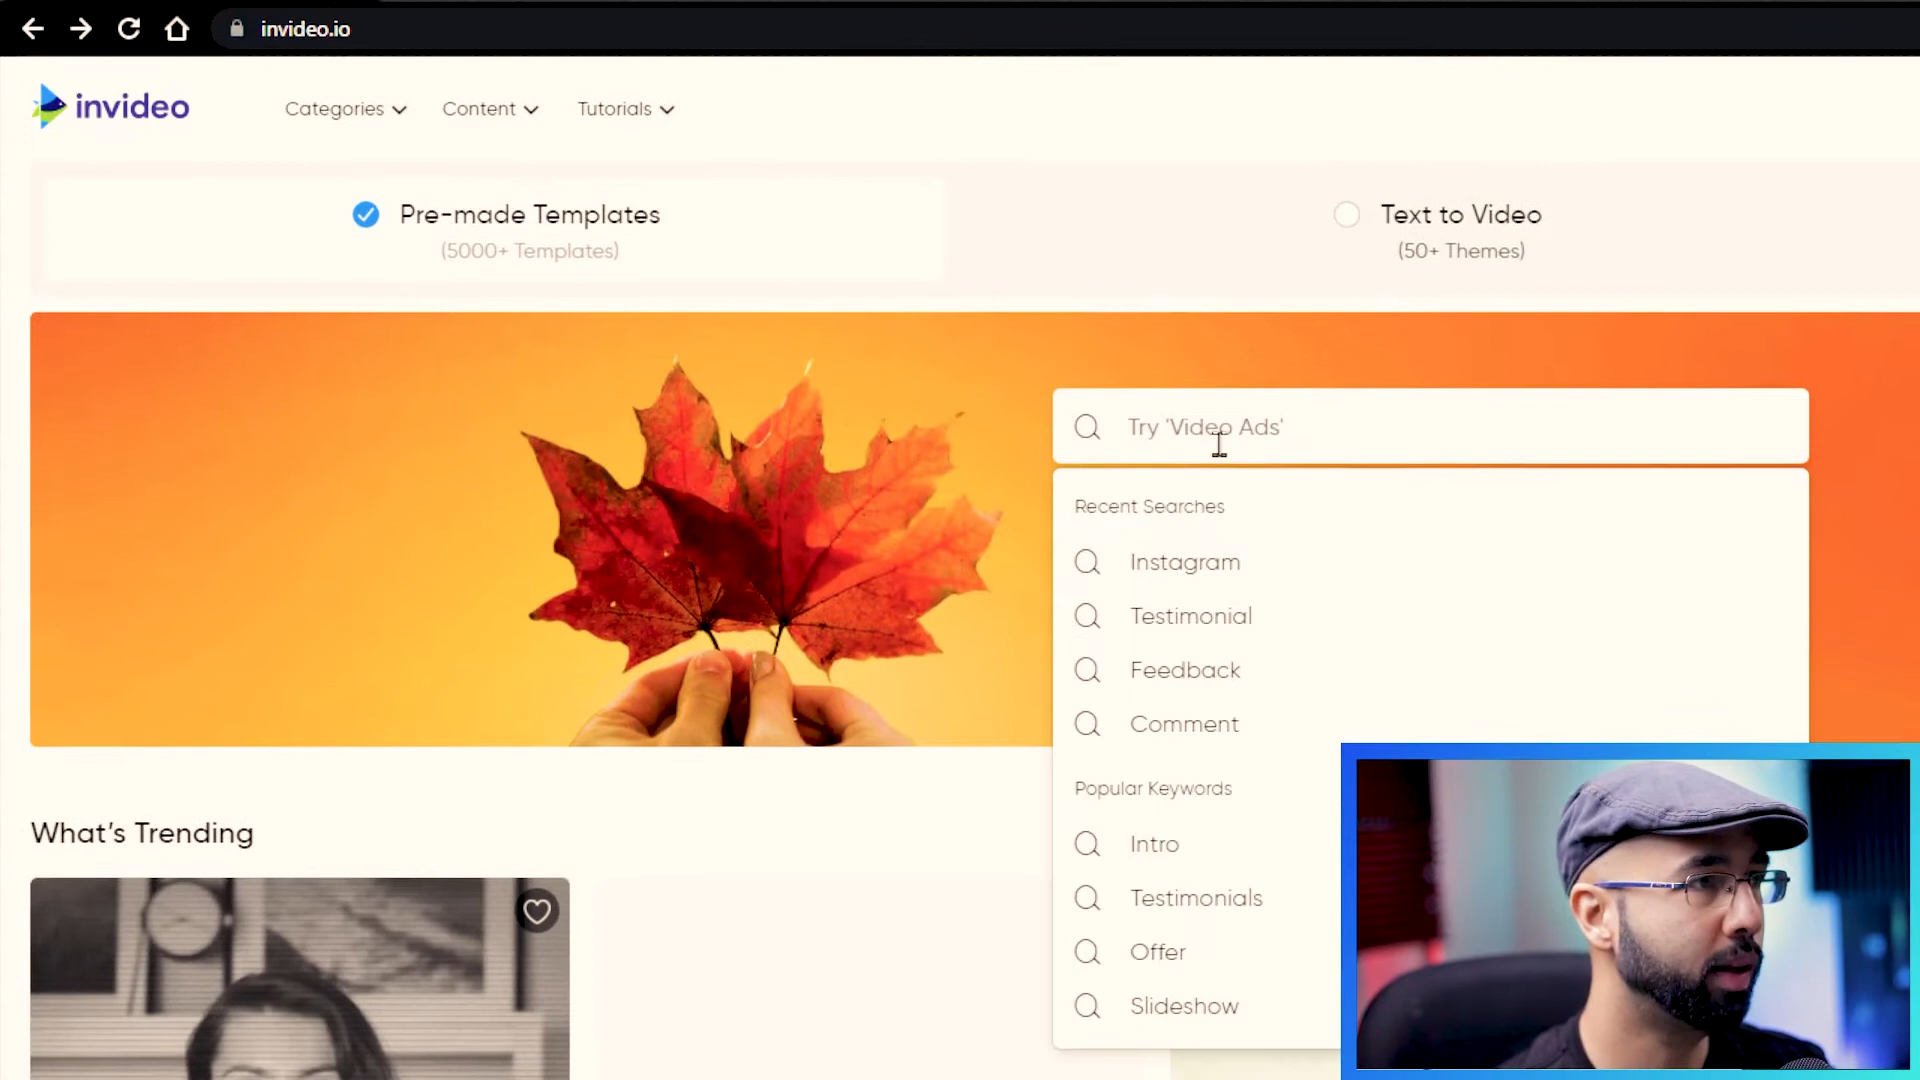 invideo.io
invideo
Categories
Content
Tutorials
Pre-made Templates
(5000+ Templates)
Text to Video
(50+ Themes)
Try 'Video Ads'
Recent Searches
Instagram
Testimonial
Feedback
Comment
Popular Keywords
Intro
Testimonials
Offer
Slideshow
What's Trending